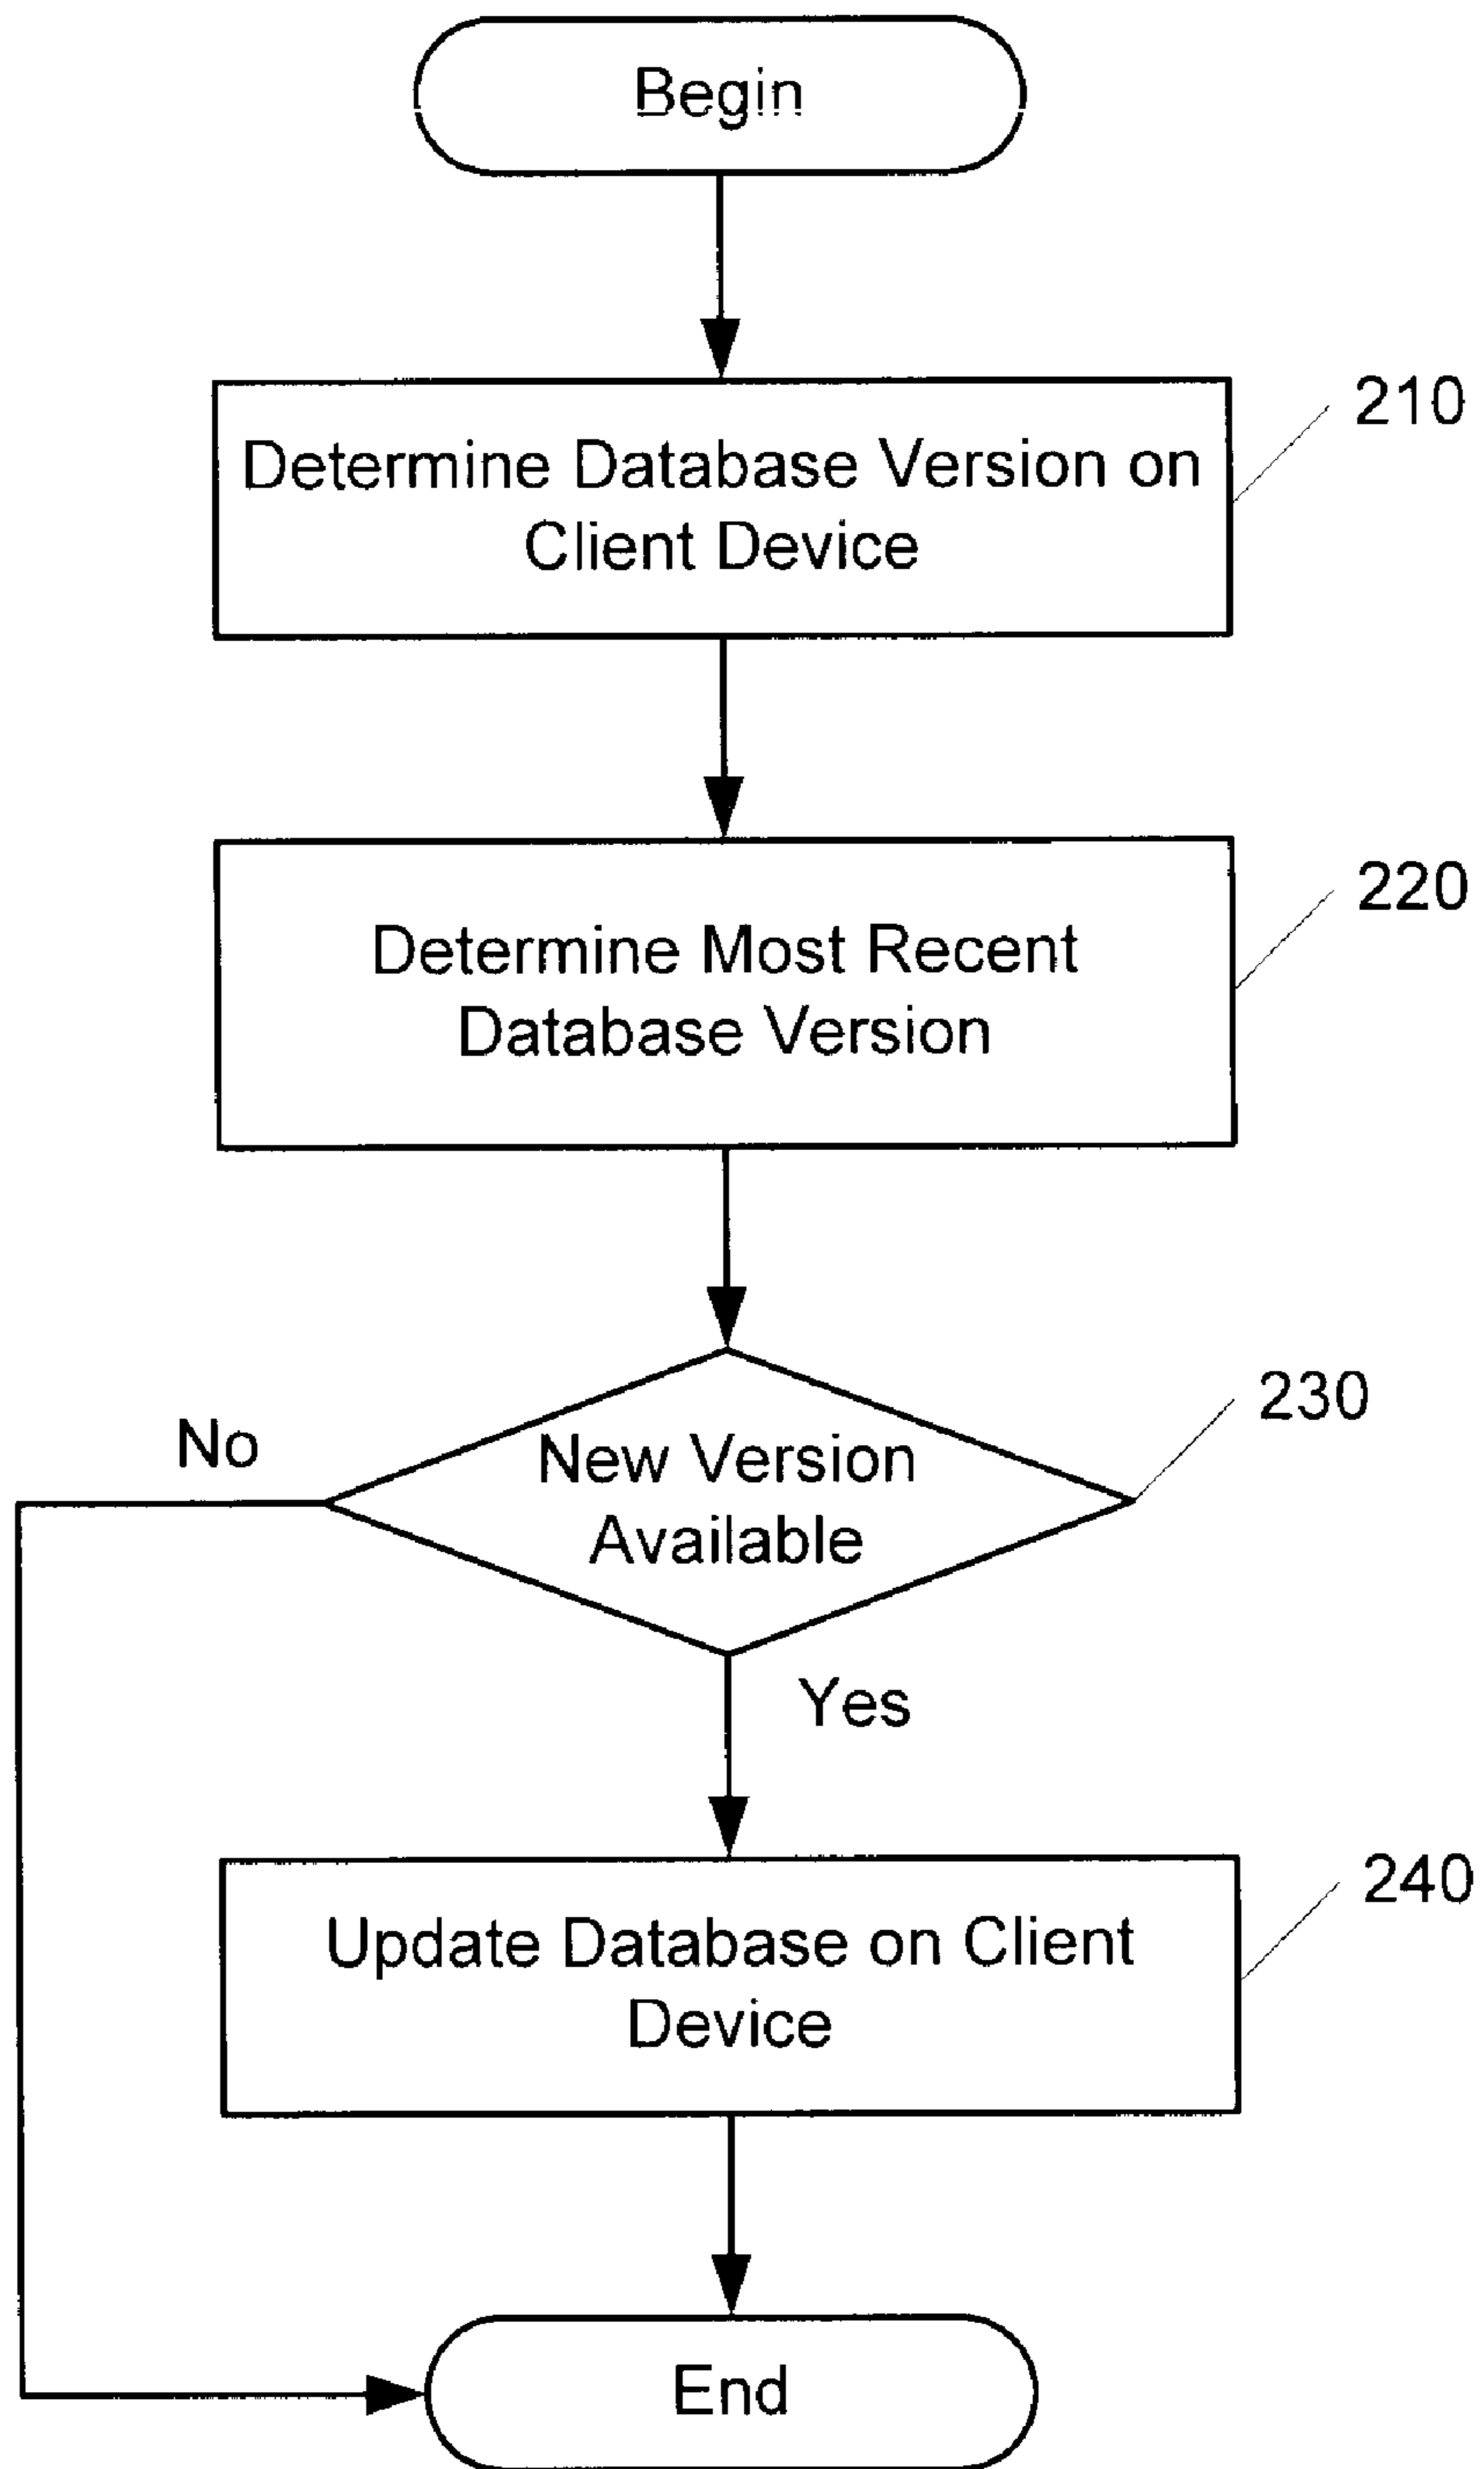 Begin
210
Determine Database Version on
Client Device
220
Determine Most Recent
Database Version
230
No
New Version
Available
Yes
240
Update Database on Client
Device
End